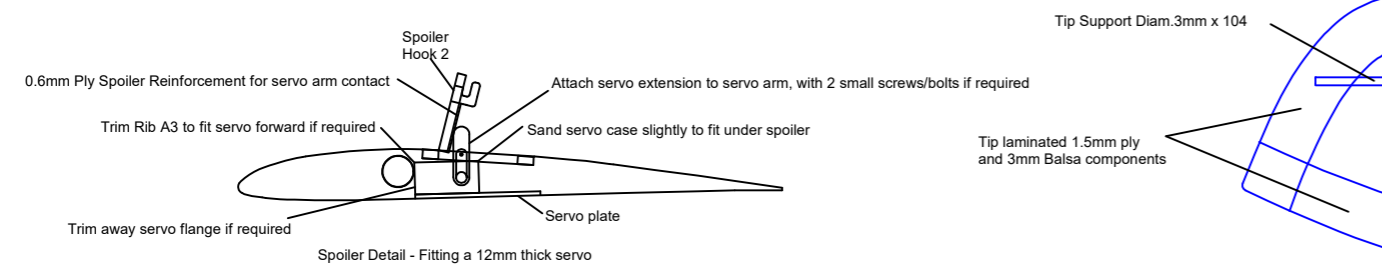 Tip Support Diam.3mm x 104
Spoiler
Hook 2
0.6mm Ply Spoiler Reinforcement for servo arm contact
Attach servo extension to servo arm, with 2 small screws/bolts if required
Trim Rib A3 to fit servo forward if required
Sand servo case slightly to fit under spoiler
Tip laminated 1.5mm ply
and 3mm Balsa components
Servo plate
Trim away servo flange if required
Spoiler Detail - Fitting a 12mm thick servo